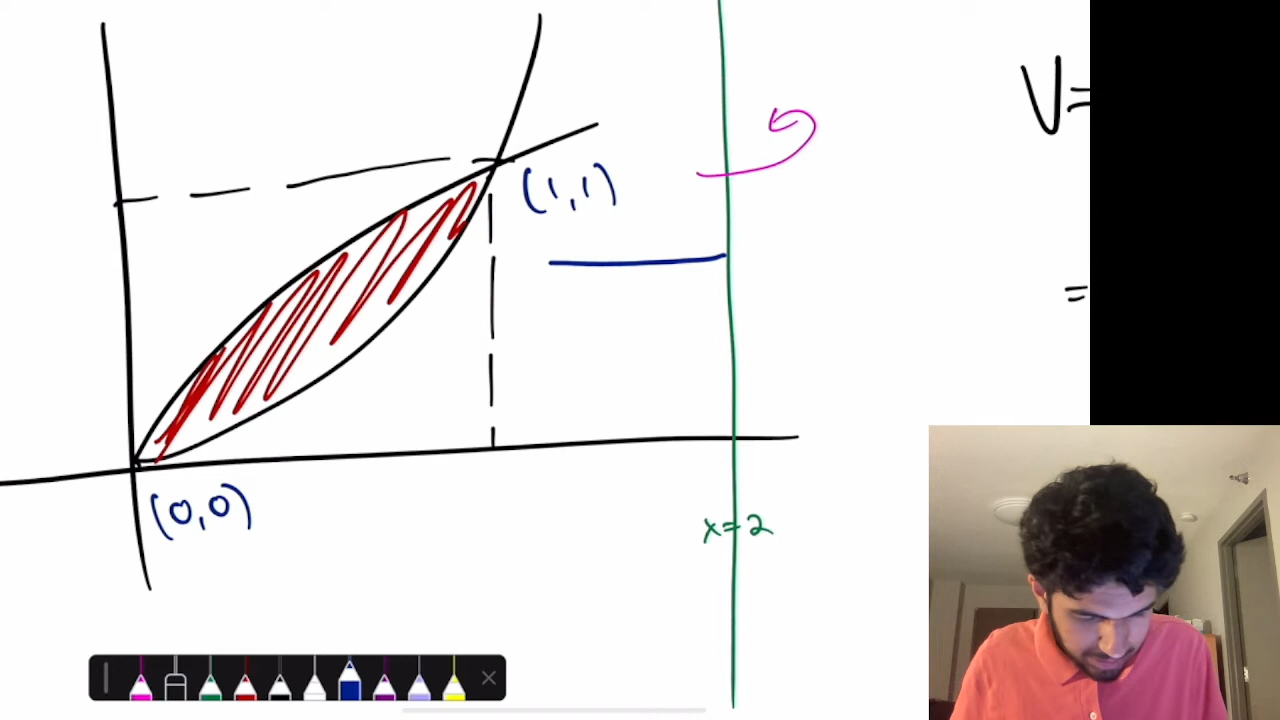 V=
(1,1)
=
(0,0)
x=2